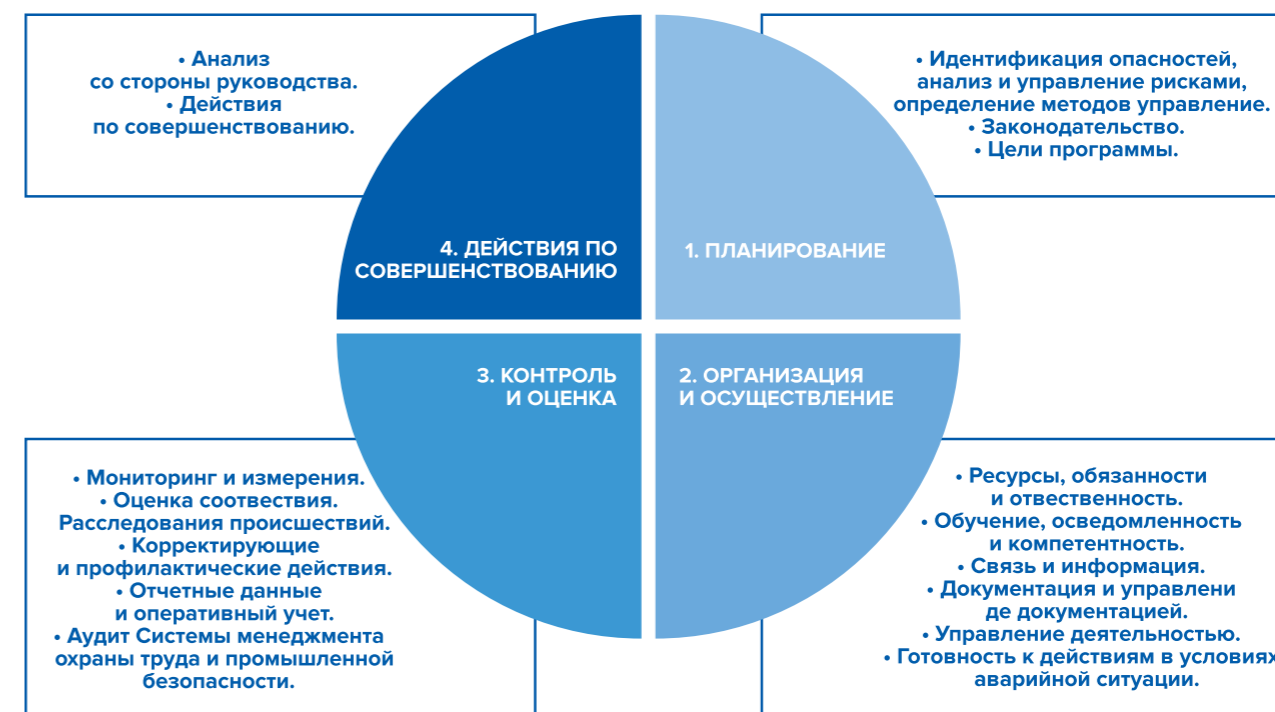 • Анализ
со стороны руководства.
• Действия
по совершенствованию.
• Идентификация опасностей,
анализ и управление рисками,
определение методов управление.
• Законодательство.
• Цели программы.
4. ДЕЙСТВИЯ ПО
СОВЕРШЕНСТВОВАНИЮ
1. ПЛАНИРОВАНИЕ
3. КОНТРОЛЬ
И ОЦЕНКА
2. ОРГАНИЗАЦИЯ
И ОСУЩЕСТВЛЕНИЕ
• Мониторинг и измерения.
• Оценка соотвествия.
Расследования происшествий.
• Корректирующие
и профилактические действия.
• Отчетные данные
и оперативный учет.
• Аудит Системы менеджмента
охраны труда и промышленной
безопасности.
• Ресурсы, обязанности
и отвественность.
• Обучение, осведомленность
и компетентность.
• Связь и информация.
• Документация и управлени
де документацией.
• Управление деятельностью.
• Готовность к действиям в условиях
аварийной ситуации.